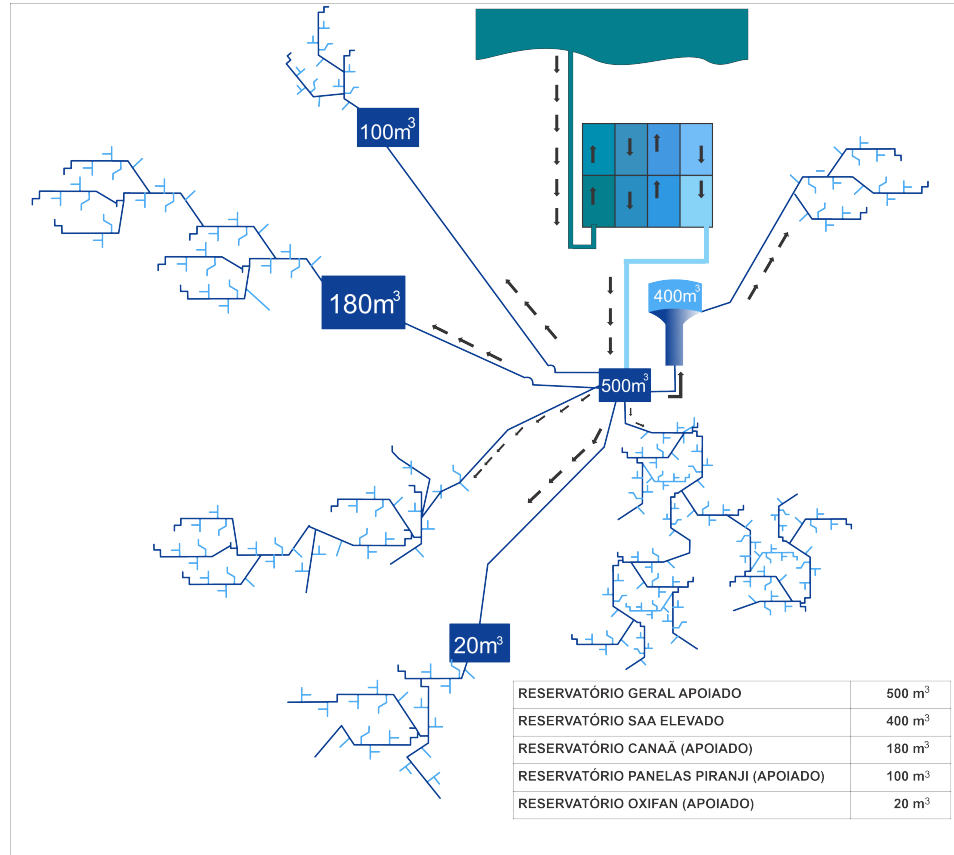 100m³
180m³
400m³
500m³
20m³
RESERVATÓRIO GERAL APOIADO 500 m³
RESERVATÓRIO SAA ELEVADO 400 m³
RESERVATÓRIO CANAÃ (APOIADO) 180 m³
RESERVATÓRIO PANELAS PIRANJI (APOIADO) 100 m³
RESERVATÓRIO OXIFAN (APOIADO) 20 m³